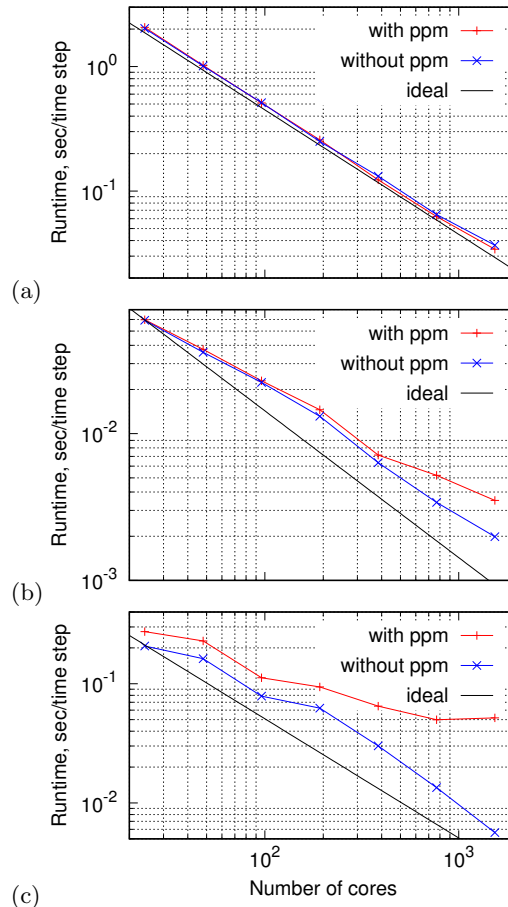 with ppm
without ppm
ideal
10^0
10^-1
Runtime, sec/time step
(a)
with ppm
without ppm
ideal
10^-2
10^-3
Runtime, sec/time step
(b)
with ppm
without ppm
ideal
10^-1
10^-2
Runtime, sec/time step
10^2
10^3
Number of cores
(c)